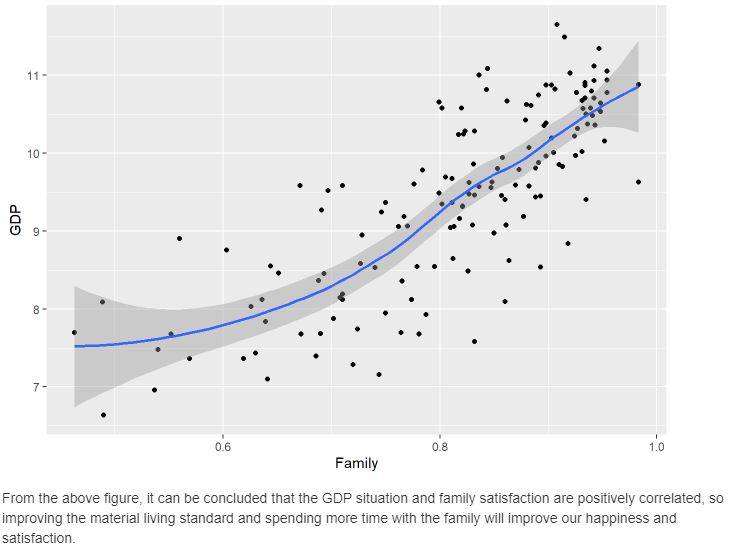 11
10
9
8
7
GDP
0.6 0.8 1.0
Family
From the above figure, it can be concluded that the GDP situation and family satisfaction are positively correlated, so
improving the material living standard and spending more time with the family will improve our happiness and
satisfaction.